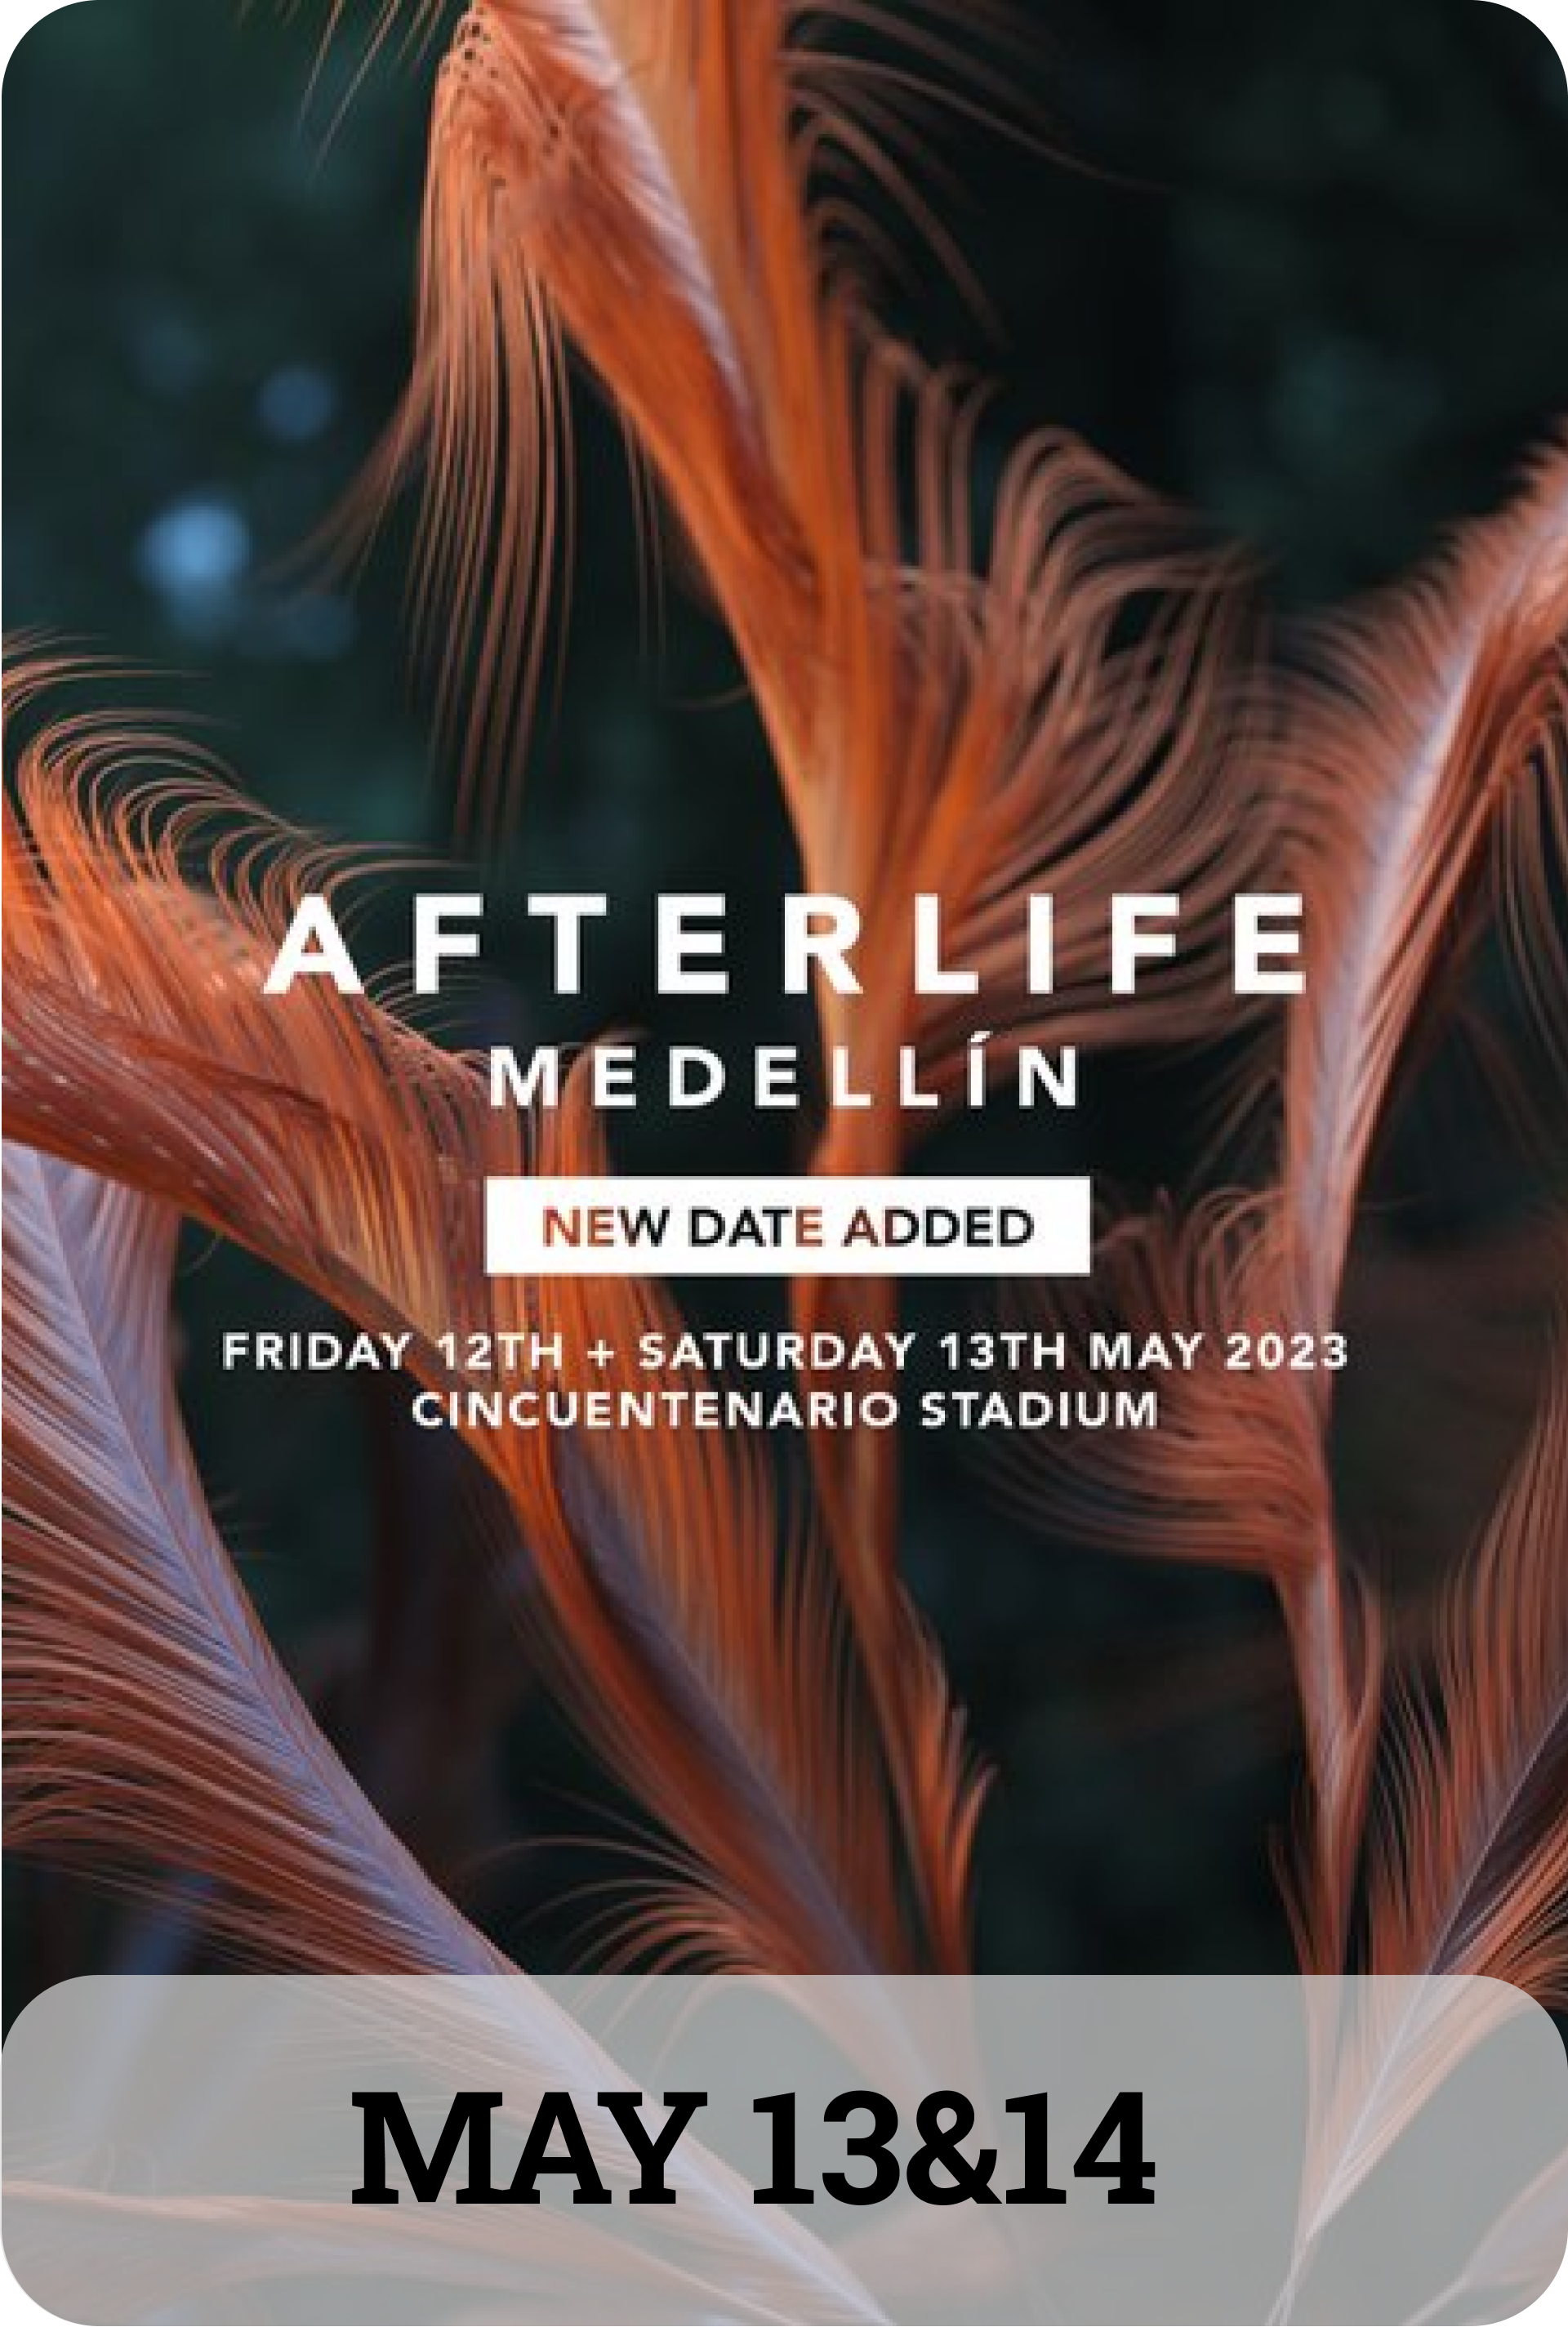 AFTERLIFE
MEDELLÍN
NEW DATE ADDED
FRIDAY 12TH + SATURDAY 13TH MAY 2023
CINCUENTENARIO STADIUM
MAY 13&14